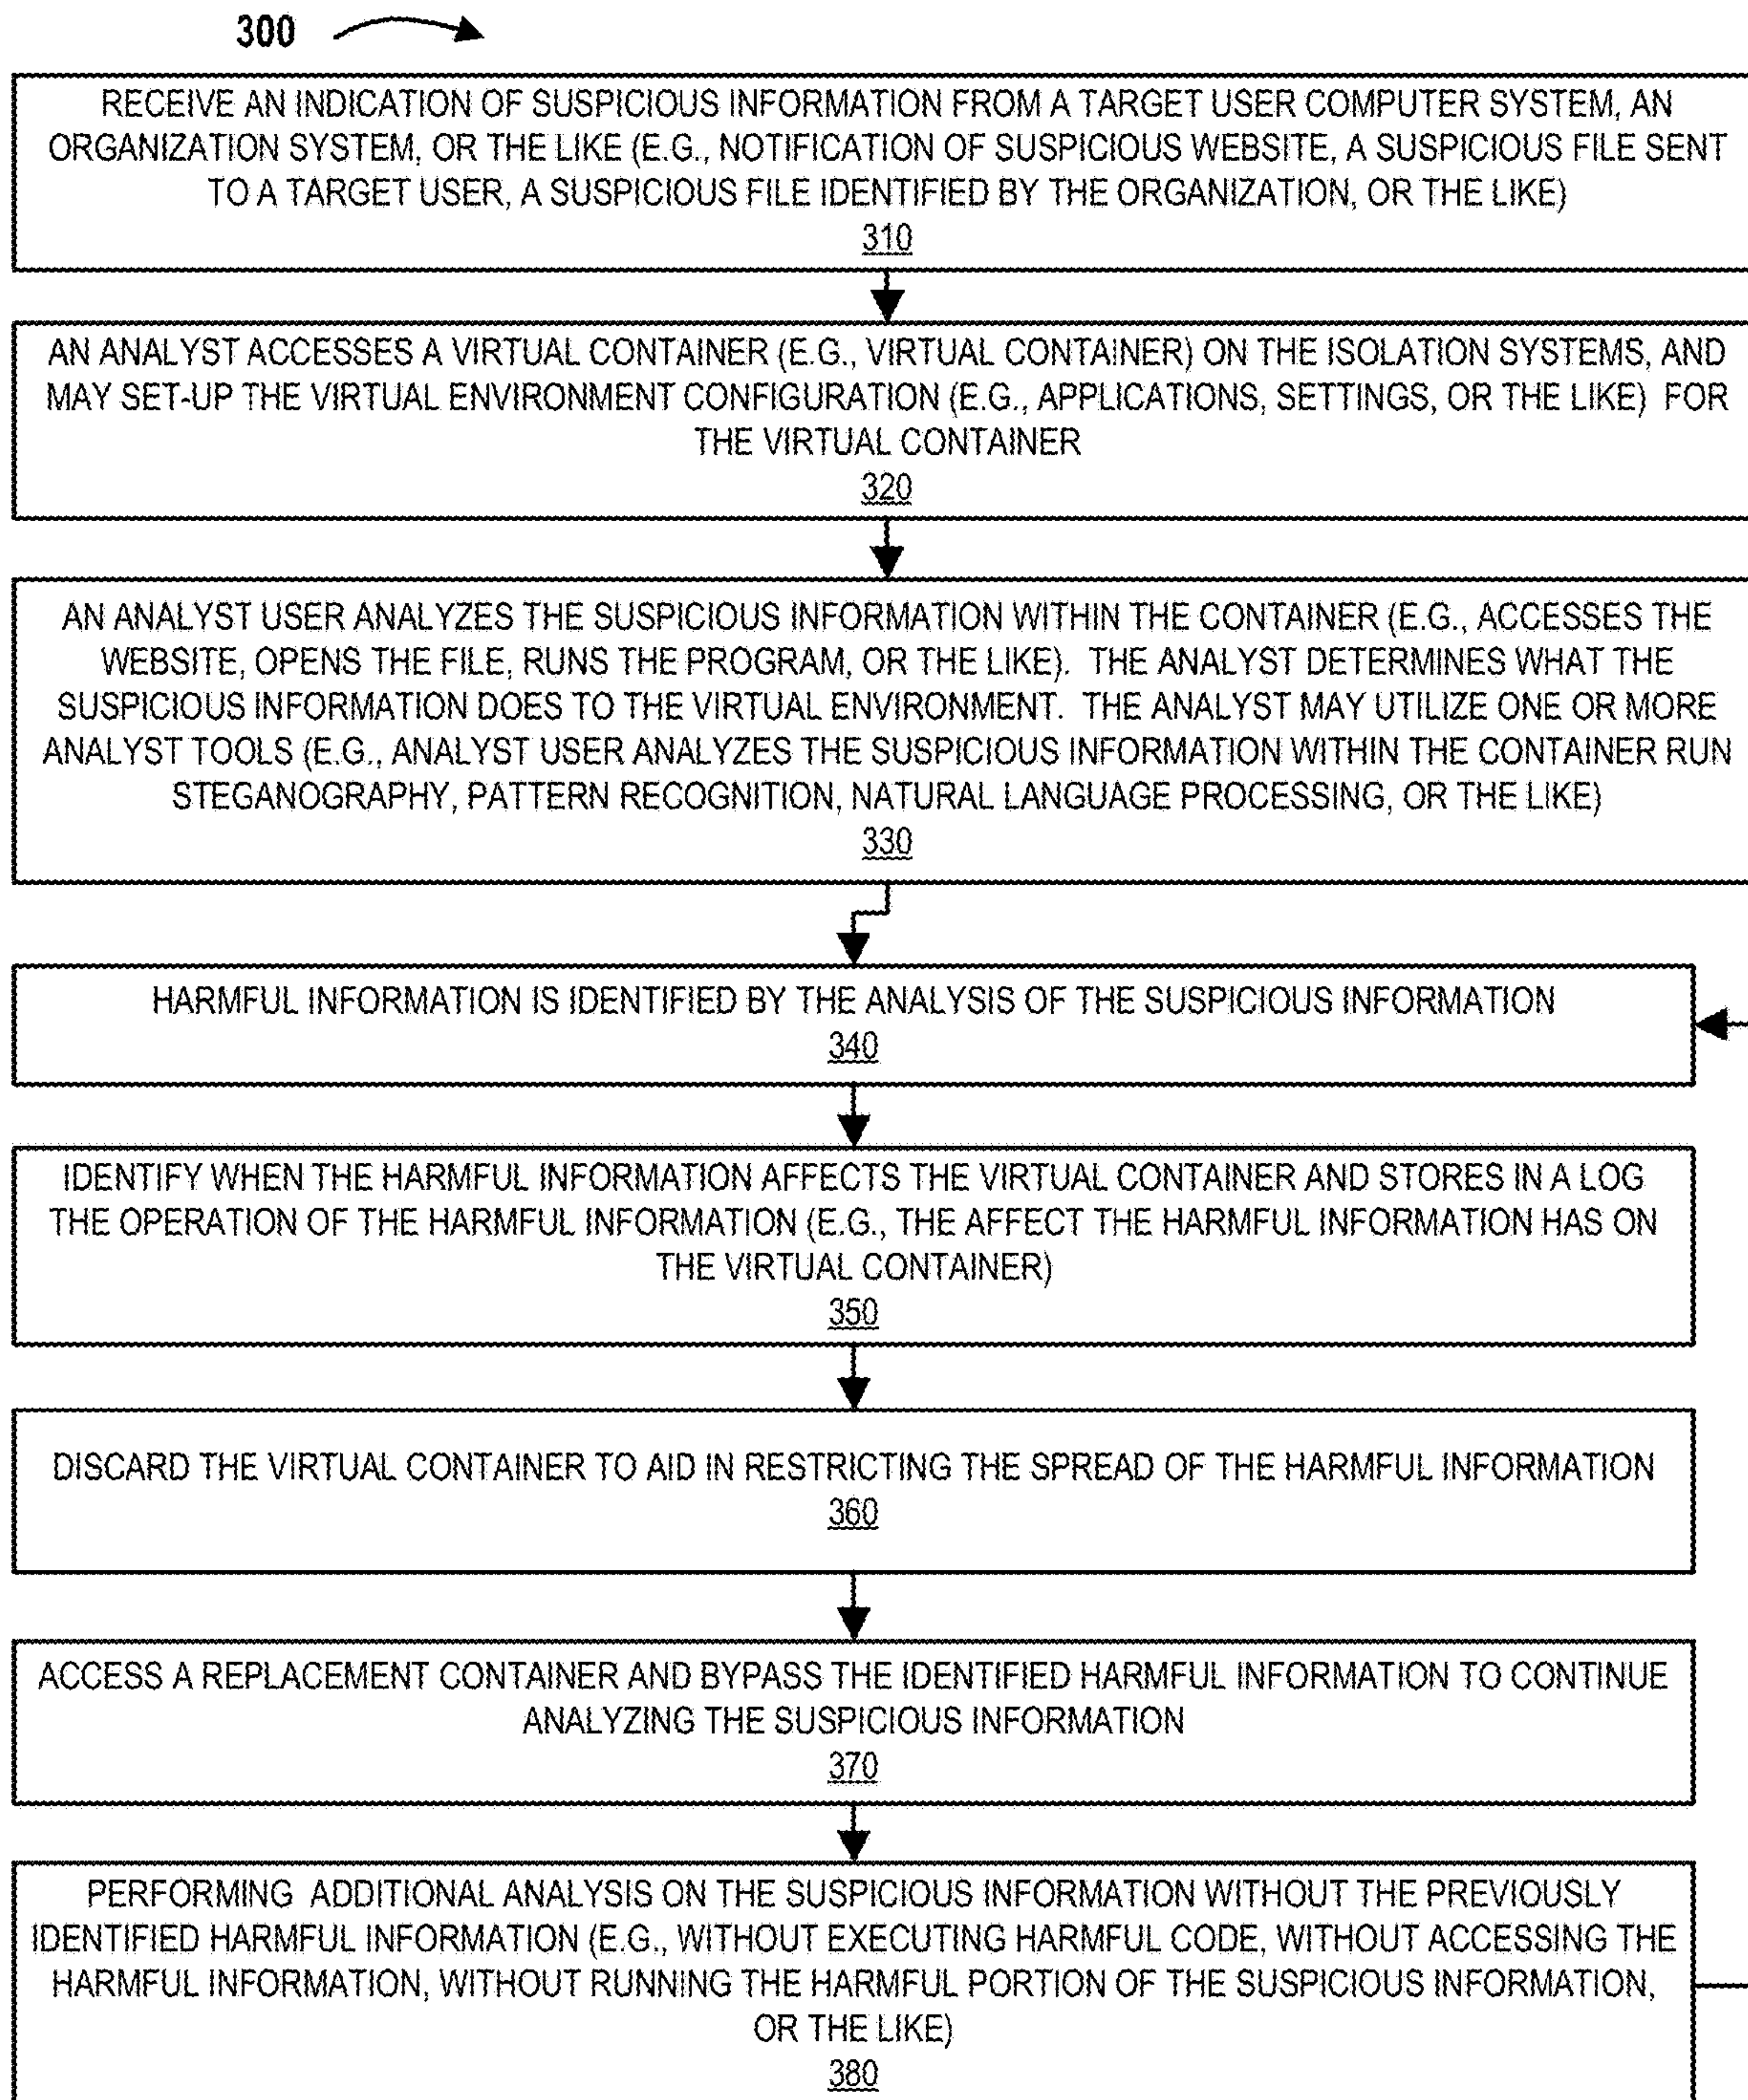 300
RECEIVE AN INDICATION OF SUSPICIOUS INFORMATION FROM A TARGET USER COMPUTER SYSTEM, AN
ORGANIZATION SYSTEM, OR THE LIKE (E.G., NOTIFICATION OF SUSPICIOUS WEBSITE, A SUSPICIOUS FILE SENT
TO A TARGET USER, A SUSPICIOUS FILE IDENTIFIED BY THE ORGANIZATION, OR THE LIKE)
310
AN ANALYST ACCESSES A VIRTUAL CONTAINER (E.G., VIRTUAL CONTAINER) ON THE ISOLATION SYSTEMS, AND
MAY SET-UP THE VIRTUAL ENVIRONMENT CONFIGURATION (E.G., APPLICATIONS, SETTINGS, OR THE LIKE) FOR
THE VIRTUAL CONTAINER
320
AN ANALYST USER ANALYZES THE SUSPICIOUS INFORMATION WITHIN THE CONTAINER (E.G., ACCESSES THE
WEBSITE, OPENS THE FILE, RUNS THE PROGRAM, OR THE LIKE). THE ANALYST DETERMINES WHAT THE
SUSPICIOUS INFORMATION DOES TO THE VIRTUAL ENVIRONMENT. THE ANALYST MAY UTILIZE ONE OR MORE
ANALYST TOOLS (E.G., ANALYST USER ANALYZES THE SUSPICIOUS INFORMATION WITHIN THE CONTAINER RUN
STEGANOGRAPHY, PATTERN RECOGNITION, NATURAL LANGUAGE PROCESSING, OR THE LIKE)
330
HARMFUL INFORMATION IS IDENTIFIED BY THE ANALYSIS OF THE SUSPICIOUS INFORMATION
340
IDENTIFY WHEN THE HARMFUL INFORMATION AFFECTS THE VIRTUAL CONTAINER AND STORES IN A LOG
THE OPERATION OF THE HARMFUL INFORMATION (E.G., THE AFFECT THE HARMFUL INFORMATION HAS ON
THE VIRTUAL CONTAINER)
350
DISCARD THE VIRTUAL CONTAINER TO AID IN RESTRICTING THE SPREAD OF THE HARMFUL INFORMATION
360
ACCESS A REPLACEMENT CONTAINER AND BYPASS THE IDENTIFIED HARMFUL INFORMATION TO CONTINUE
ANALYZING THE SUSPICIOUS INFORMATION
370
PERFORMING ADDITIONAL ANALYSIS ON THE SUSPICIOUS INFORMATION WITHOUT THE PREVIOUSLY
IDENTIFIED HARMFUL INFORMATION (E.G., WITHOUT EXECUTING HARMFUL CODE, WITHOUT ACCESSING THE
HARMFUL INFORMATION, WITHOUT RUNNING THE HARMFUL PORTION OF THE SUSPICIOUS INFORMATION,
OR THE LIKE)
380